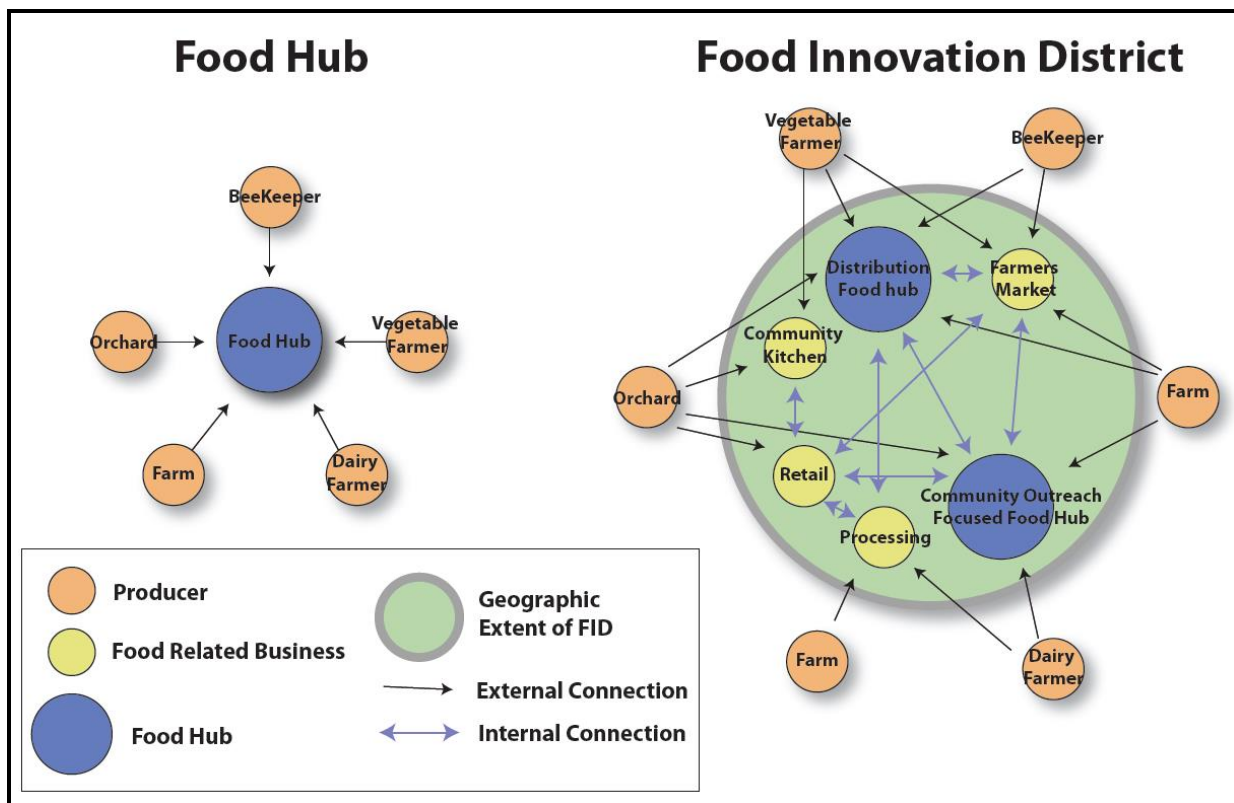 Food Hub
BeeKeeper
Orchard
Food Hub
Vegetable
Farmer
Farm
Dairy
Farmer
Food Innovation District
Vegetable
Farmer
BeeKeeper
Distribution
Food hub
Farmers
Market
Community
Kitchen
Orchard
Farm
Retail
Community Outreach
Focused Food Hub
Processing
Farm
Dairy
Farmer
Producer
Food Related Business
Food Hub
Geographic
Extent of FID
External Connection
Internal Connection